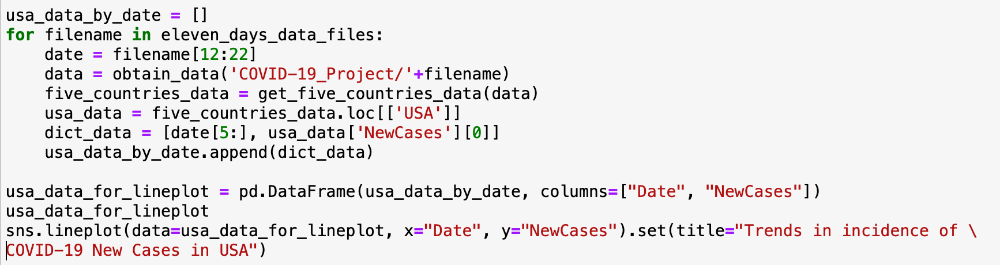 usa_data_by_date = []
for filename in eleven_days_data_files:
    date = filename[12:22]
    data = obtain_data('COVID-19_Project/'+filename)
    five_countries_data = get_five_countries_data(data)
    usa_data = five_countries_data.loc[['USA']]
    dict_data = [date[5:], usa_data['NewCases'][0]]
    usa_data_by_date.append(dict_data)

usa_data_for_lineplot = pd.DataFrame(usa_data_by_date, columns=["Date", "NewCases"])
usa_data_for_lineplot
sns.lineplot(data=usa_data_for_lineplot, x="Date", y="NewCases").set(title="Trends in incidence of \
COVID-19 New Cases in USA")